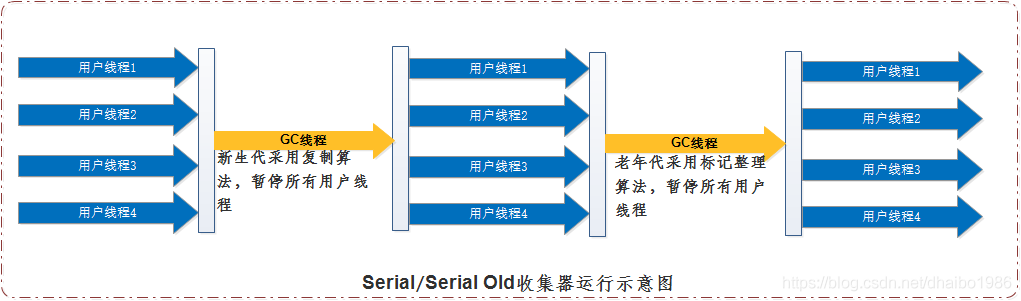 用户线程1
用户线程2
用户线程3
用户线程4
GC线程
新生代采用复制算
法，暂停所有用户线
程
用户线程1
用户线程2
用户线程3
用户线程4
GC线程
老年代采用标记整理
算法，暂停所有用户
线程
用户线程1
用户线程2
用户线程3
用户线程4
Serial/Serial Old收集器运行示意图
https://blog.csdn.net/dhaibo1986